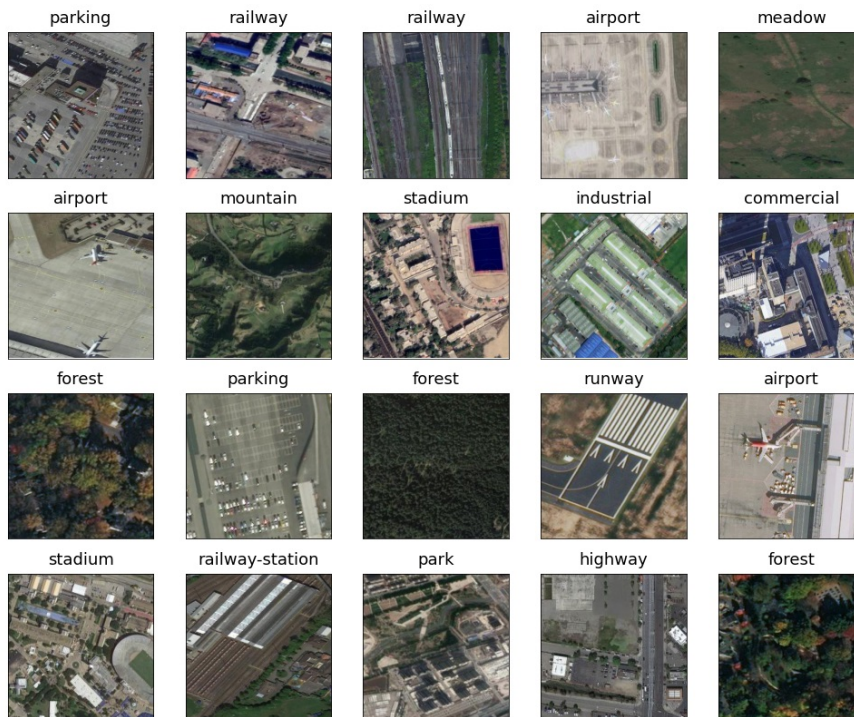 parking railway railway airport meadow
airport mountain stadium industrial commercial
forest parking forest runway airport
stadium railway-station park highway forest